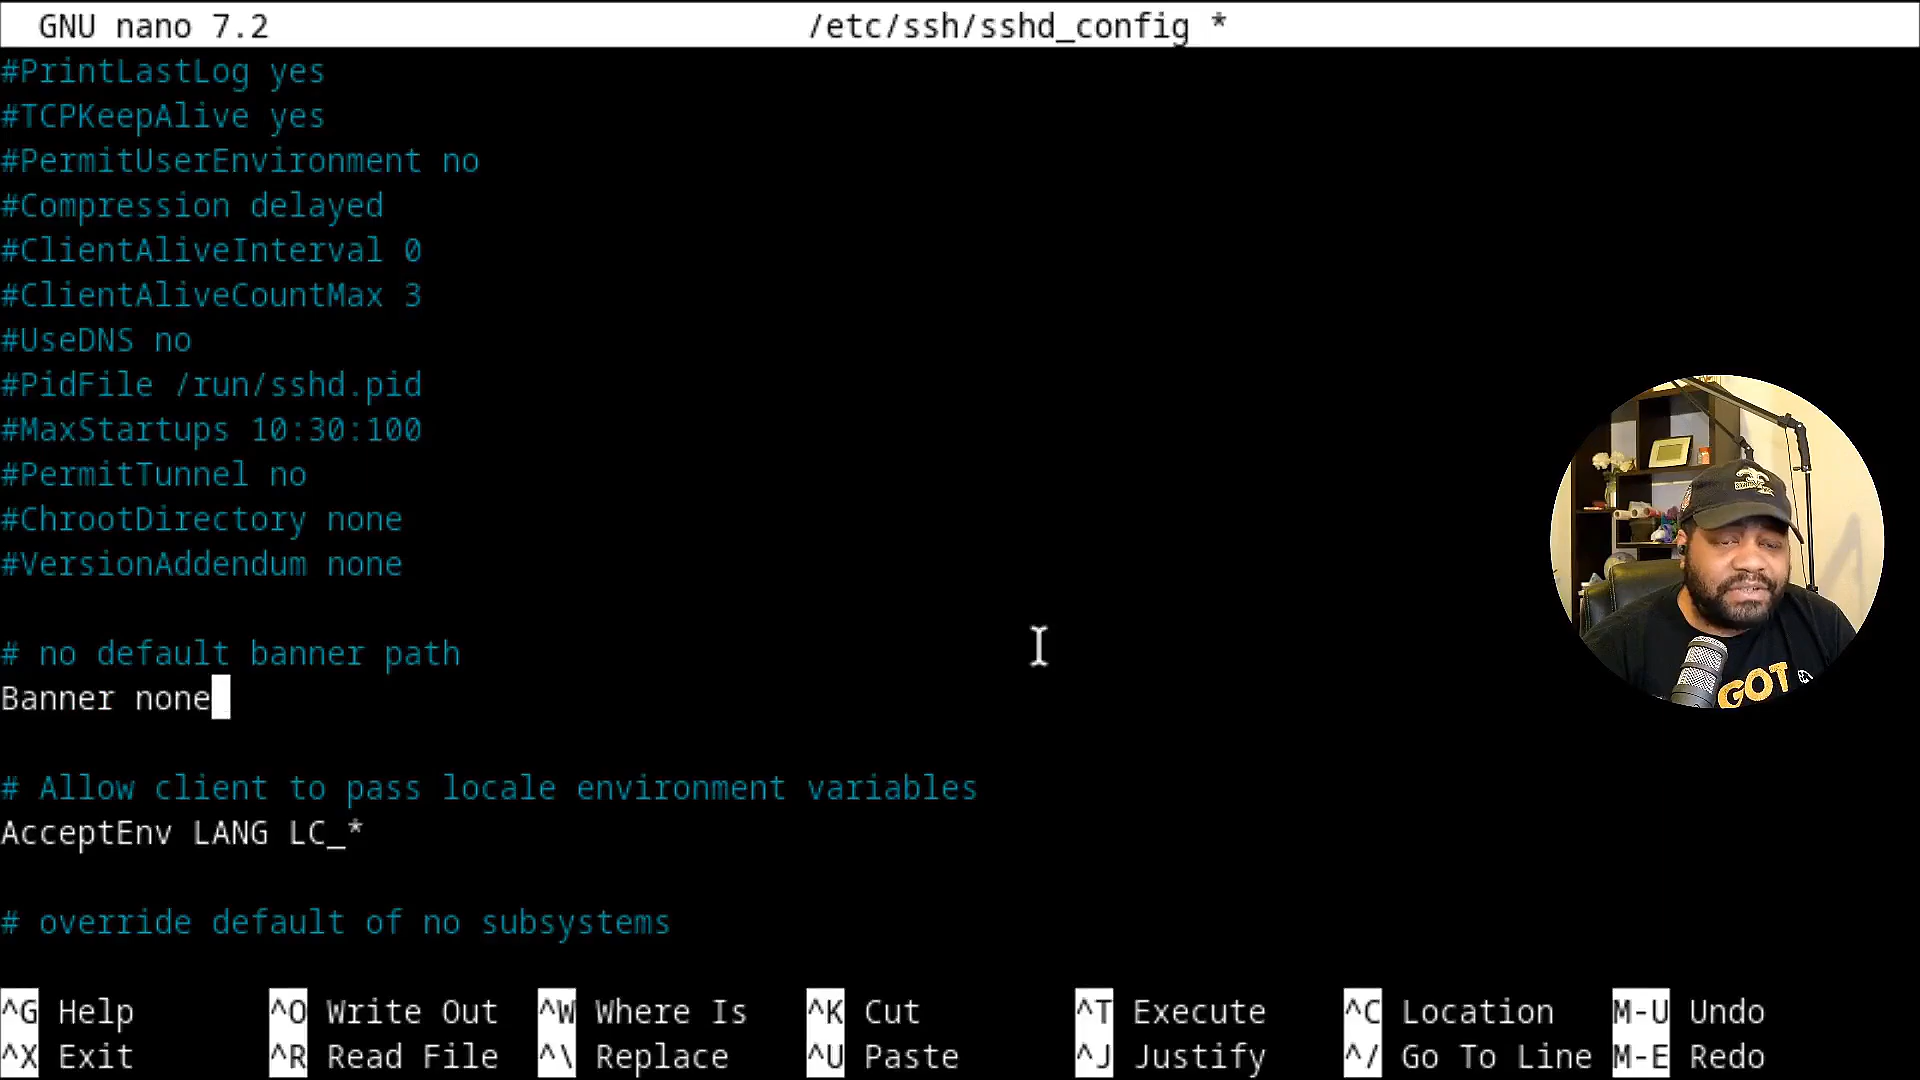 GNU nano 7.2 /etc/ssh/sshd_config *
#PrintLastLog yes
#TCPKeepAlive yes
#PermitUserEnvironment no
#Compression delayed
#ClientAliveInterval 0
#ClientAliveCountMax 3
#UseDNS no
#PidFile /run/sshd.pid
#MaxStartups 10:30:100
#PermitTunnel no
#ChrootDirectory none
#VersionAddendum none
# no default banner path
Banner none
# Allow client to pass locale environment variables
AcceptEnv LANG LC_*
# override default of no subsystems
GOT
^G Help ^O Write Out ^W Where Is ^K Cut ^T Execute ^C Location M-U Undo
^X Exit ^R Read File ^\ Replace ^U Paste ^J Justify ^/ Go To Line M-E Redo